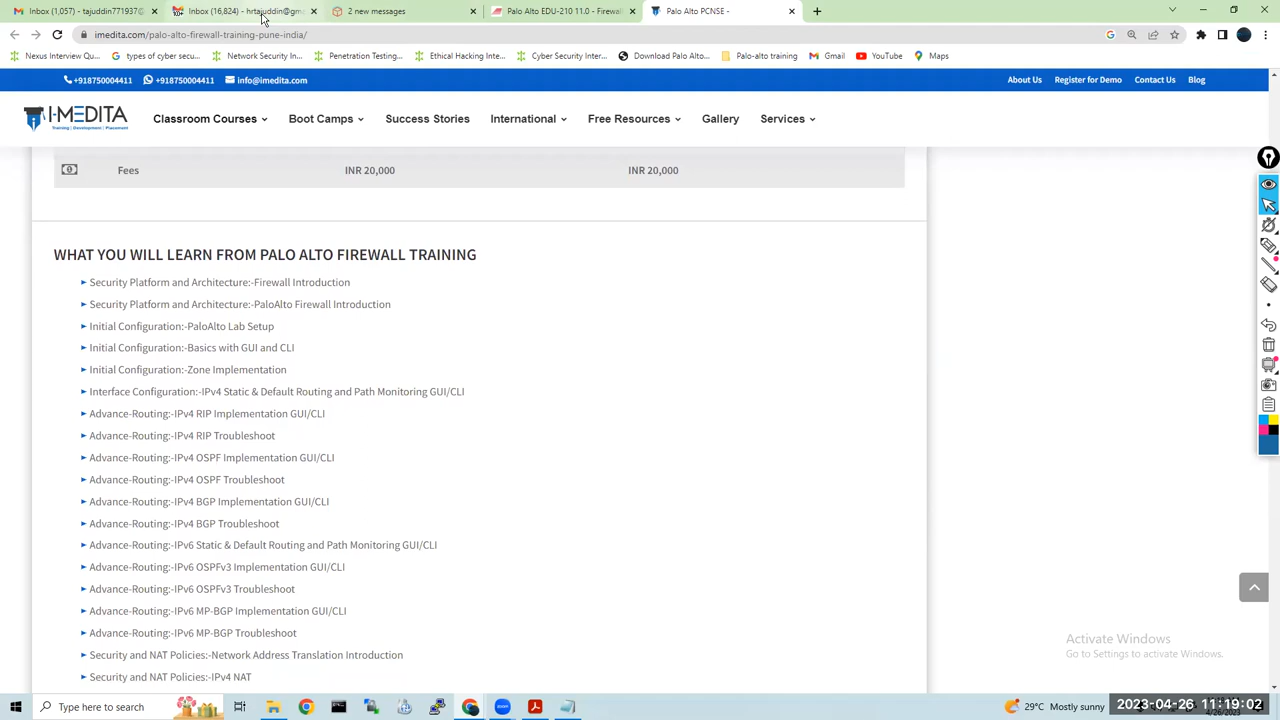 Inbox (1,057) - tajuddin71937
Inbox (16,824) - hrtajuddin@gm
2 new messages
Palo Alto EDU-210 11.0 - Firewall
Palo Alto PCNSE -
imedita.com/palo-alto-firewall-training-pune-india/
Nexus Interview Qu...
types of cyber secu...
Network Security In...
Penetration Testing...
Ethical Hacking Inte...
Cyber Security Inter...
Download Palo Alto...
Palo-alto training
Gmail
YouTube
Maps
+918750004411
+918750004411
info@imedita.com
About Us
Register for Demo
Contact Us
Blog
I-MEDITA
Training | Development | Placement
Classroom Courses
Boot Camps
Success Stories
International
Free Resources
Gallery
Services
Fees INR 20,000 INR 20,000
WHAT YOU WILL LEARN FROM PALO ALTO FIREWALL TRAINING
Security Platform and Architecture:-Firewall Introduction
Security Platform and Architecture:-PaloAlto Firewall Introduction
Initial Configuration:-PaloAlto Lab Setup
Initial Configuration:-Basics with GUI and CLI
Initial Configuration:-Zone Implementation
Interface Configuration:-IPv4 Static & Default Routing and Path Monitoring GUI/CLI
Advance-Routing:-IPv4 RIP Implementation GUI/CLI
Advance-Routing:-IPv4 RIP Troubleshoot
Advance-Routing:-IPv4 OSPF Implementation GUI/CLI
Advance-Routing:-IPv4 OSPF Troubleshoot
Advance-Routing:-IPv4 BGP Implementation GUI/CLI
Advance-Routing:-IPv4 BGP Troubleshoot
Advance-Routing:-IPv6 Static & Default Routing and Path Monitoring GUI/CLI
Advance-Routing:-IPv6 OSPFv3 Implementation GUI/CLI
Advance-Routing:-IPv6 OSPFv3 Troubleshoot
Advance-Routing:-IPv6 MP-BGP Implementation GUI/CLI
Advance-Routing:-IPv6 MP-BGP Troubleshoot
Security and NAT Policies:-Network Address Translation Introduction
Security and NAT Policies:-IPv4 NAT
Activate Windows
Go to Settings to activate Windows.
Type here to search
29°C Mostly sunny
2023-04-26 11:19:02